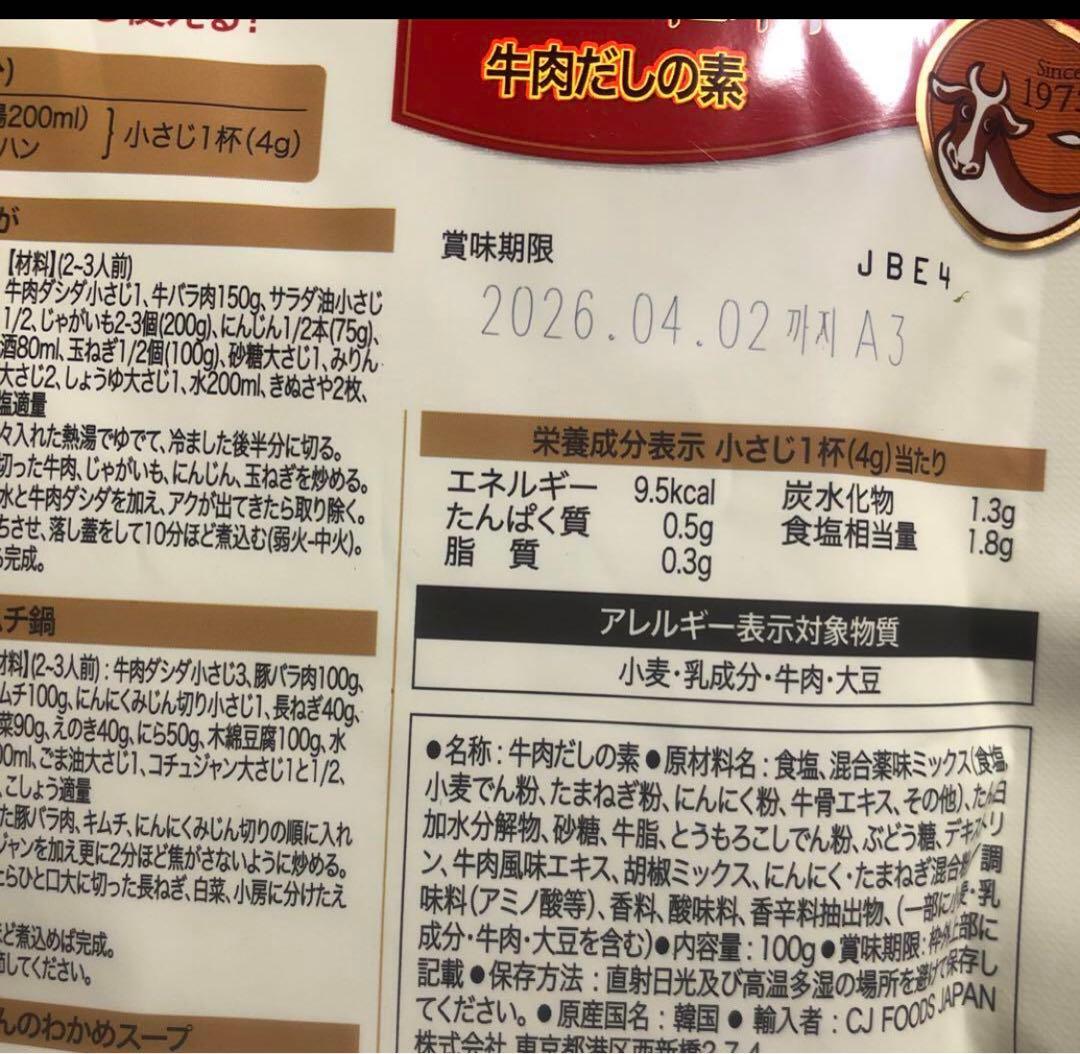 使える!
牛肉だしの素
Since
197
200ml)
ハン
小さじ1杯(4g)
が
【材料】(2~3人前)
牛肉ダシダ小さじ1、牛バラ肉150g、サラダ油小さじ
1/2、じゃがいも2-3個(200g)、にんじん1/2本(75g)、
酒80ml、玉ねぎ1/2個(100g)、砂糖大さじ1、みりん
大さじ2、しょうゆ大さじ1、水200ml、きぬさや2枚、
塩適量
々入れた熱湯でゆでて、冷ました後半分に切る。
切った牛肉、じゃがいも、にんじん、玉ねぎを炒める。
水と牛肉ダシダを加え、アクが出てきたら取り除く。
ちさせ、落し蓋をして10分ほど煮込む(弱火-中火)。
完成。
チ鍋
材料】(2~3人前) : 牛肉ダシダ小さじ3、豚バラ肉100g、
ムチ100g、にんにくみじん切り小さじ1、長ねぎ40g、
菜90g、えのき40g、にら50g、木綿豆腐100g、水
00ml、ごま油大さじ1、コチュジャン大さじ1と1/2、
、こしょう適量
た豚バラ肉、キムチ、にんにくみじん切りの順に入れ
ジャンを加え更に2分ほど焦がさないように炒める。
らひと口大に切った長ねぎ、白菜、小房に分けたえ
ほど煮込めば完成。
節してください。
んのわかめスープ
賞味期限
JBE4
2026.04.02 까지 A3
栄養成分表示 小さじ1杯(4g)当たり
エネルギー 9.5kcal 炭水化物 1.3g
たんぱく質 0.5g 食塩相当量 1.8g
脂 質 0.3g
アレルギー表示対象物質
小麦・乳成分・牛肉・大豆
●名称 : 牛肉だしの素 ●原材料名 : 食塩、混合薬味ミックス(食塩、
小麦でん粉、たまねぎ粉、にんにく粉、牛骨エキス、その他)、たん白
加水分解物、砂糖、牛脂、とうもろこしでん粉、ぶどう糖、デキストリ
ン、牛肉風味エキス、胡椒ミックス、にんにく・たまねぎ混合粉/調
味料(アミノ酸等)、香料、酸味料、香辛料抽出物、(一部に小麦・乳
成分・牛肉・大豆を含む)●内容量 : 100g●賞味期限 : 枠外上部に
記載 ●保存方法 : 直射日光及び高温多湿の場所を避けて保存し
てください。●原産国名 : 韓国 ● 輸入者 : CJ FOODS JAPAN
株式会社 東京都港区西新橋2-7-4